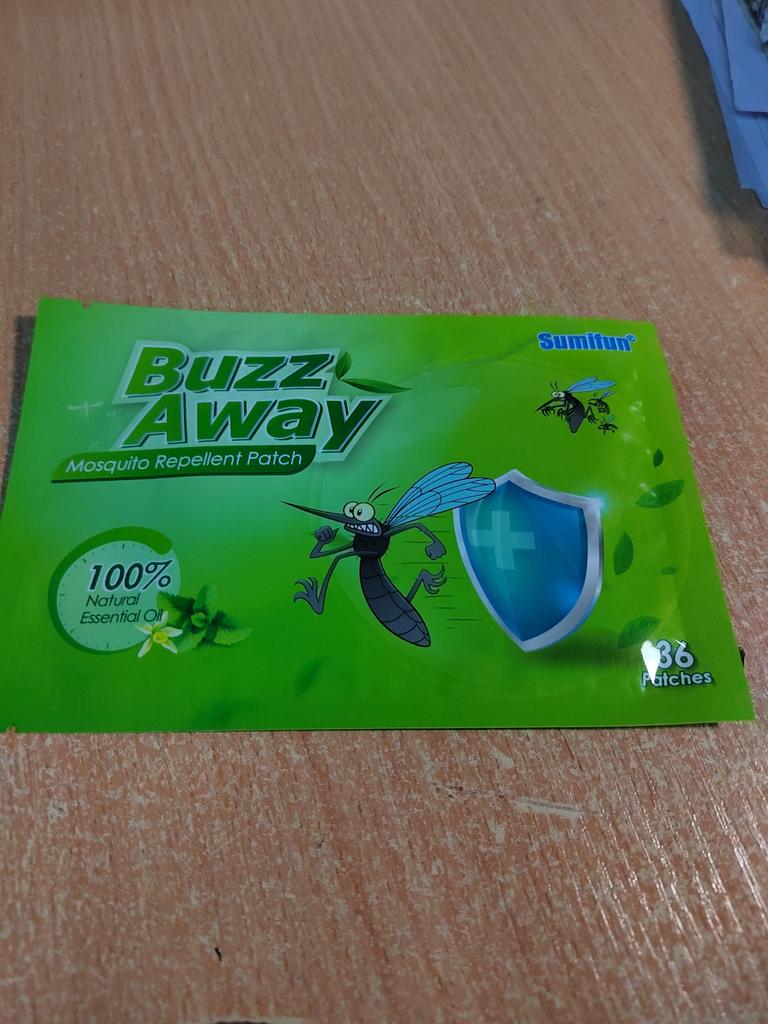 Sumifun®
Buzz
Away
Mosquito Repellent Patch
100%
Natural
Essential Oil
36
Patches